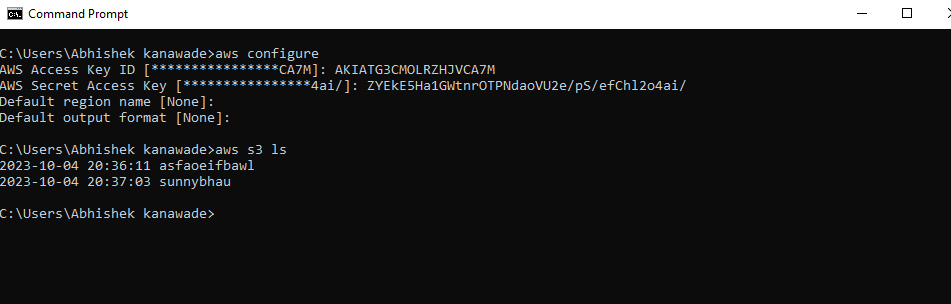 Command Prompt
C:\Users\Abhishek kanawade>aws configure
AWS Access Key ID [****************CA7M]: AKIATG3CMOLRZHJVCA7M
AWS Secret Access Key [****************4ai/]: 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
Default region name [None]:
Default output format [None]:
C:\Users\Abhishek kanawade>aws s3 ls
2023-10-04 20:36:11 asfaoeifbawl
2023-10-04 20:37:03 sunnybhau
C:\Users\Abhishek kanawade>